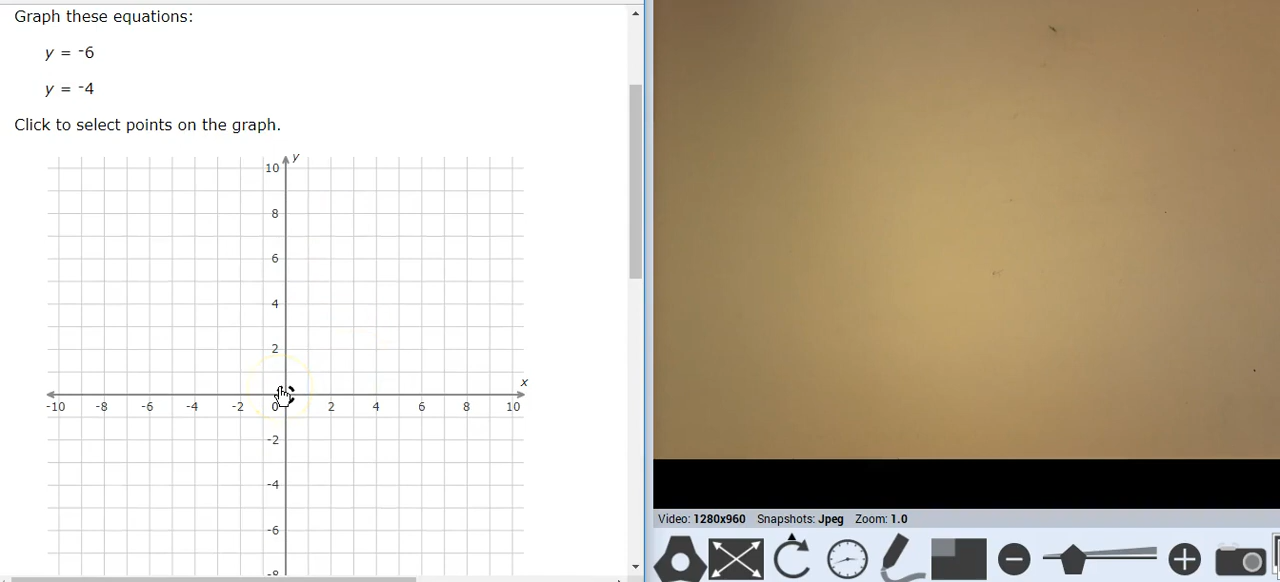 Graph these equations:
y = -6
y = -4
Click to select points on the graph.
y
10
8
6
4
2
x
-10 -8 -6 -4 -2 0 2 4 6 8 10
-2
-4
-6
-8
Video: 1280x960 Snapshots: Jpeg Zoom: 1.0